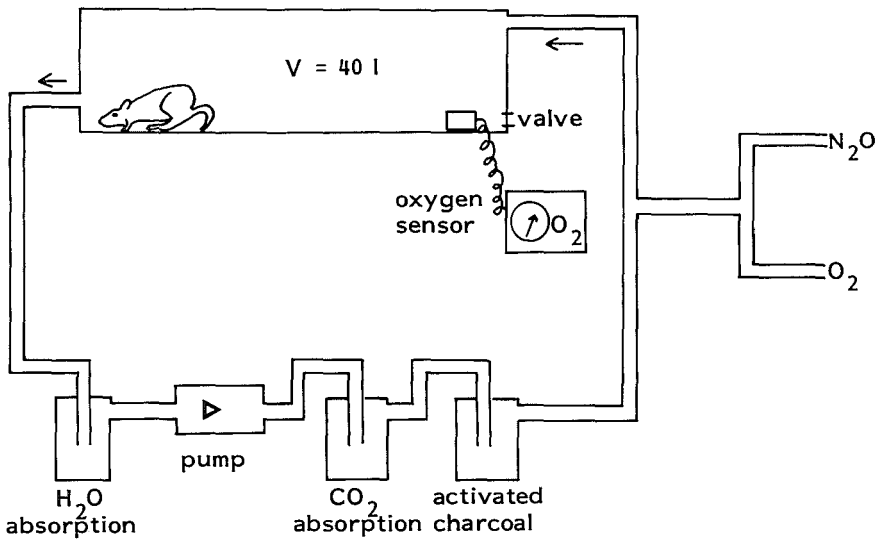 V = 40 l
valve
oxygen
sensor
O₂
N₂O
O₂
pump
H₂O
absorption
CO₂
absorption
activated
charcoal